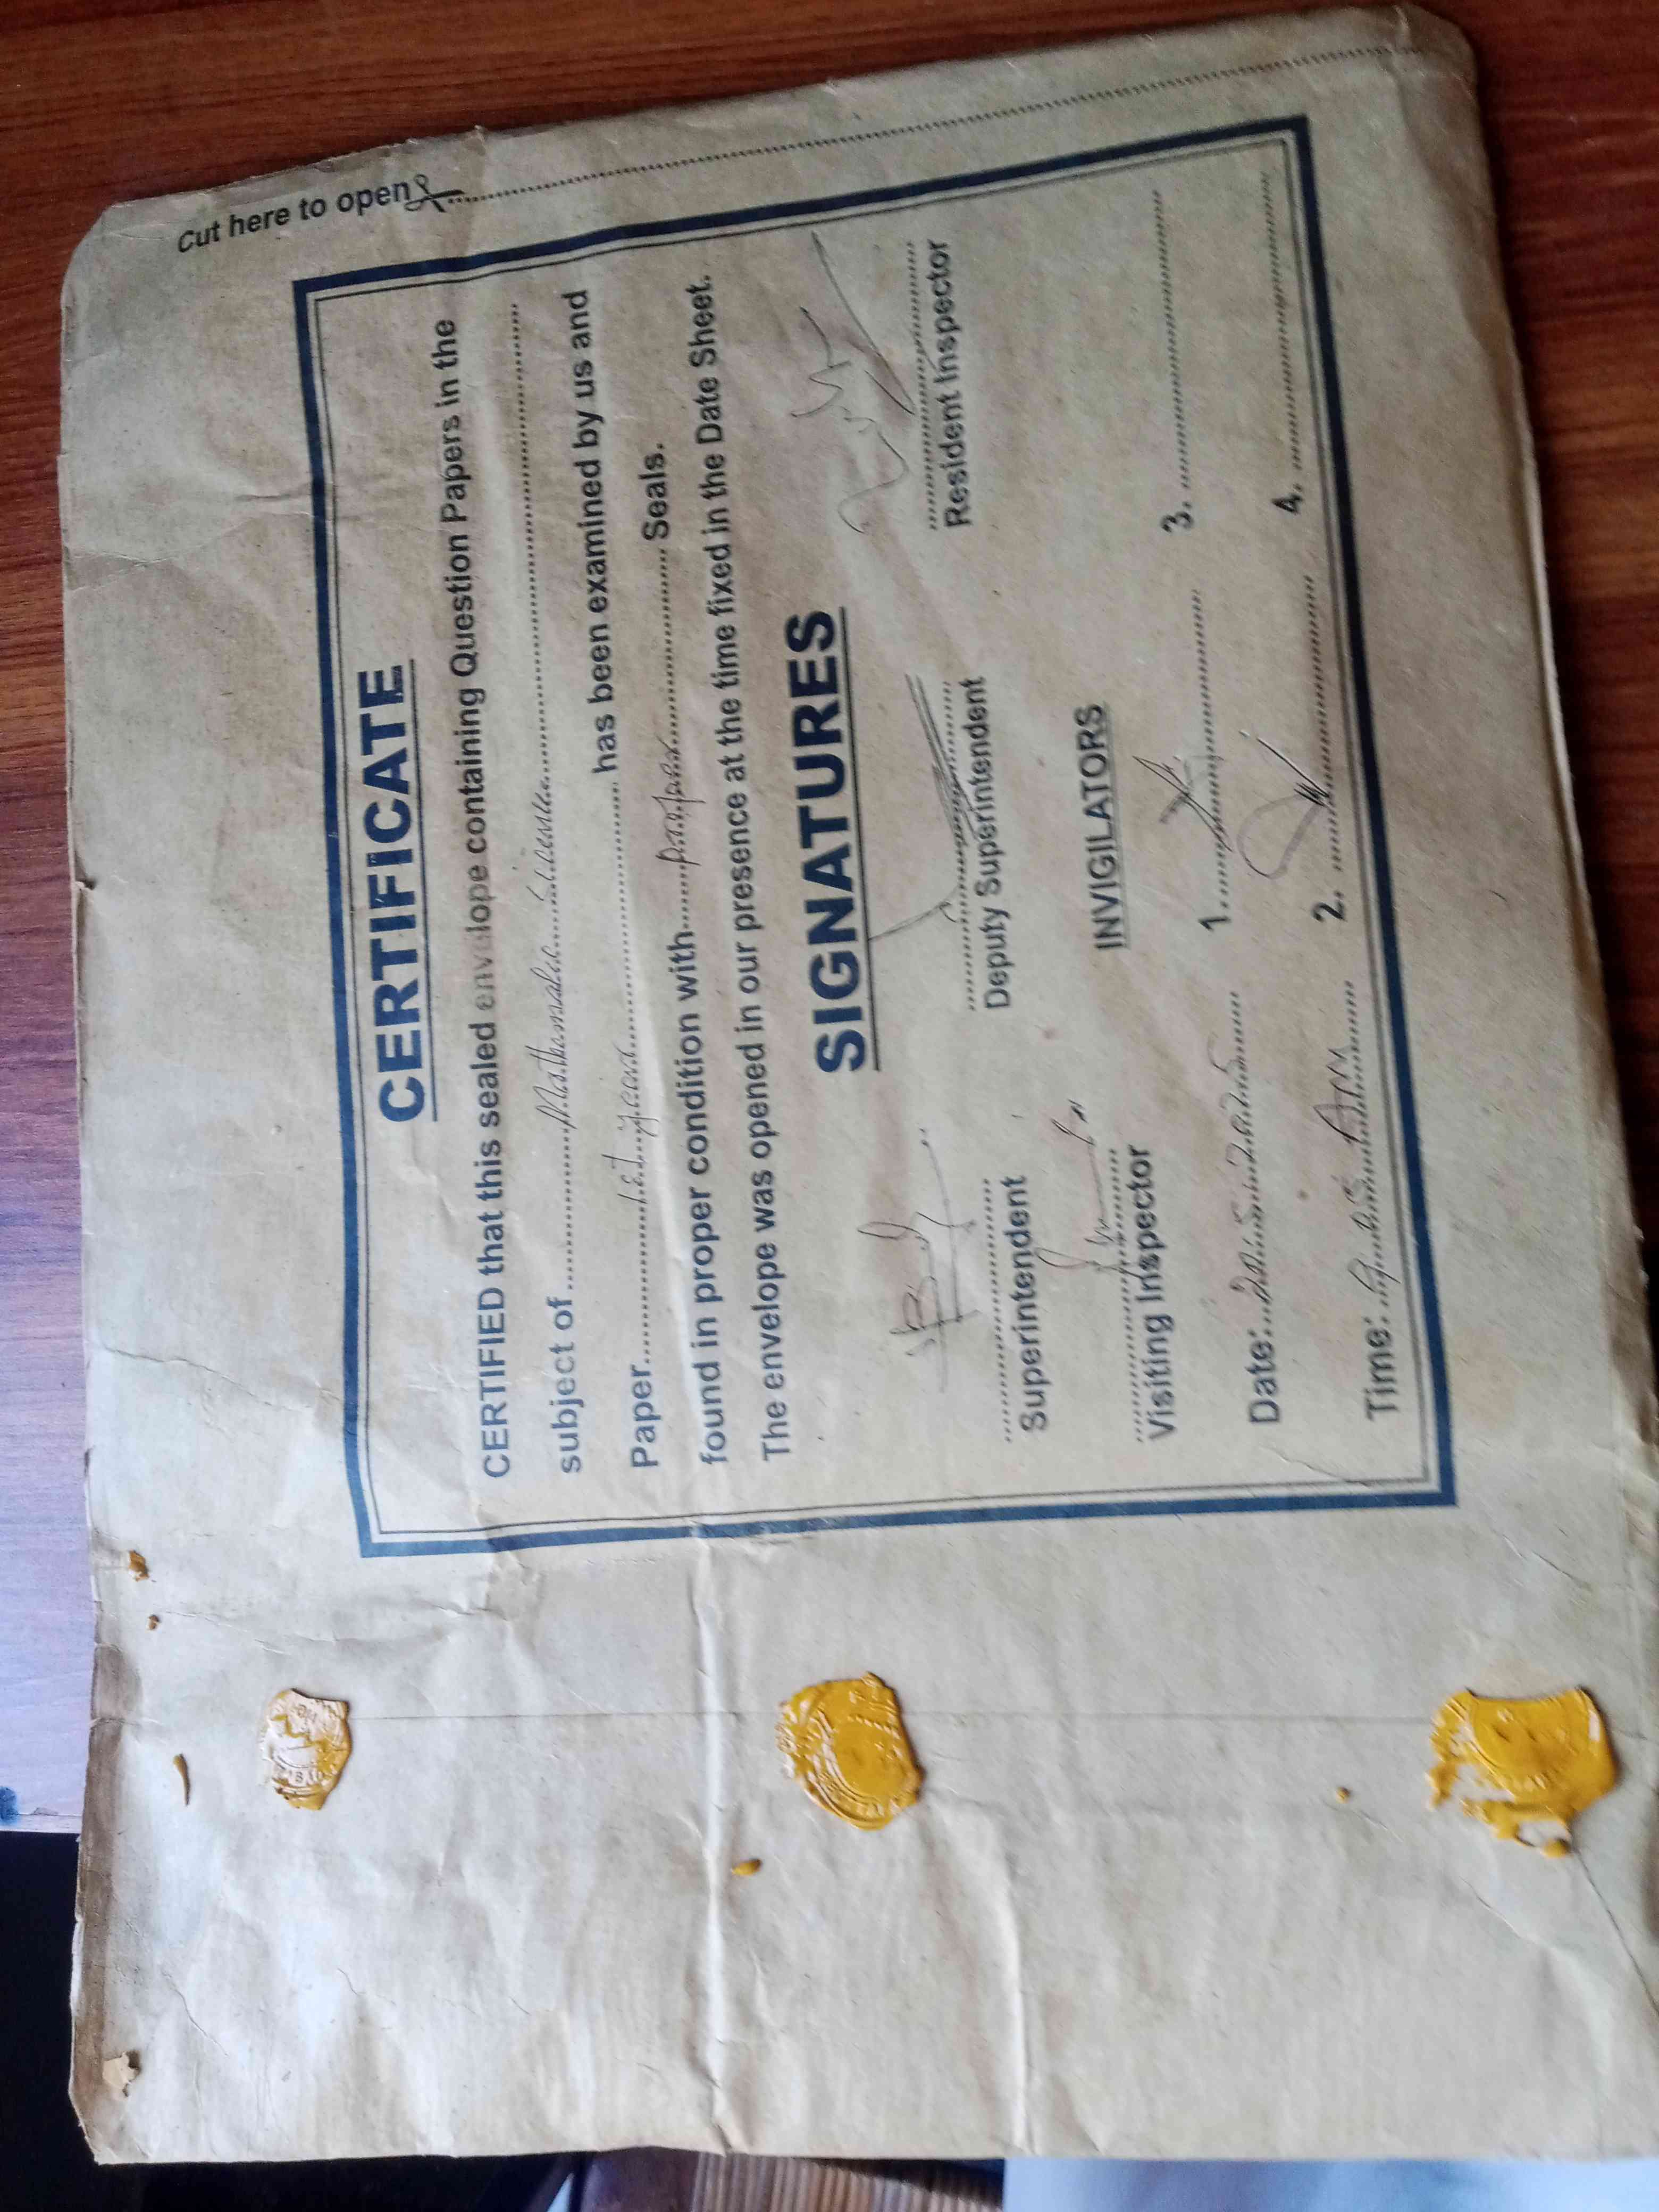 Cut here to open
CERTIFICATE
CERTIFIED that this sealed envelope containing Question Papers in the
subject of Mathematics Science
Paper 1st year has been examined by us and
found in proper condition with Seals.
The envelope was opened in our presence at the time fixed in the Date Sheet.
SIGNATURES
Superintendent Deputy Superintendent Resident Inspector
Visiting Inspector
INVIGILATORS
Date: 1. 3.
Time: AM 2. 4.